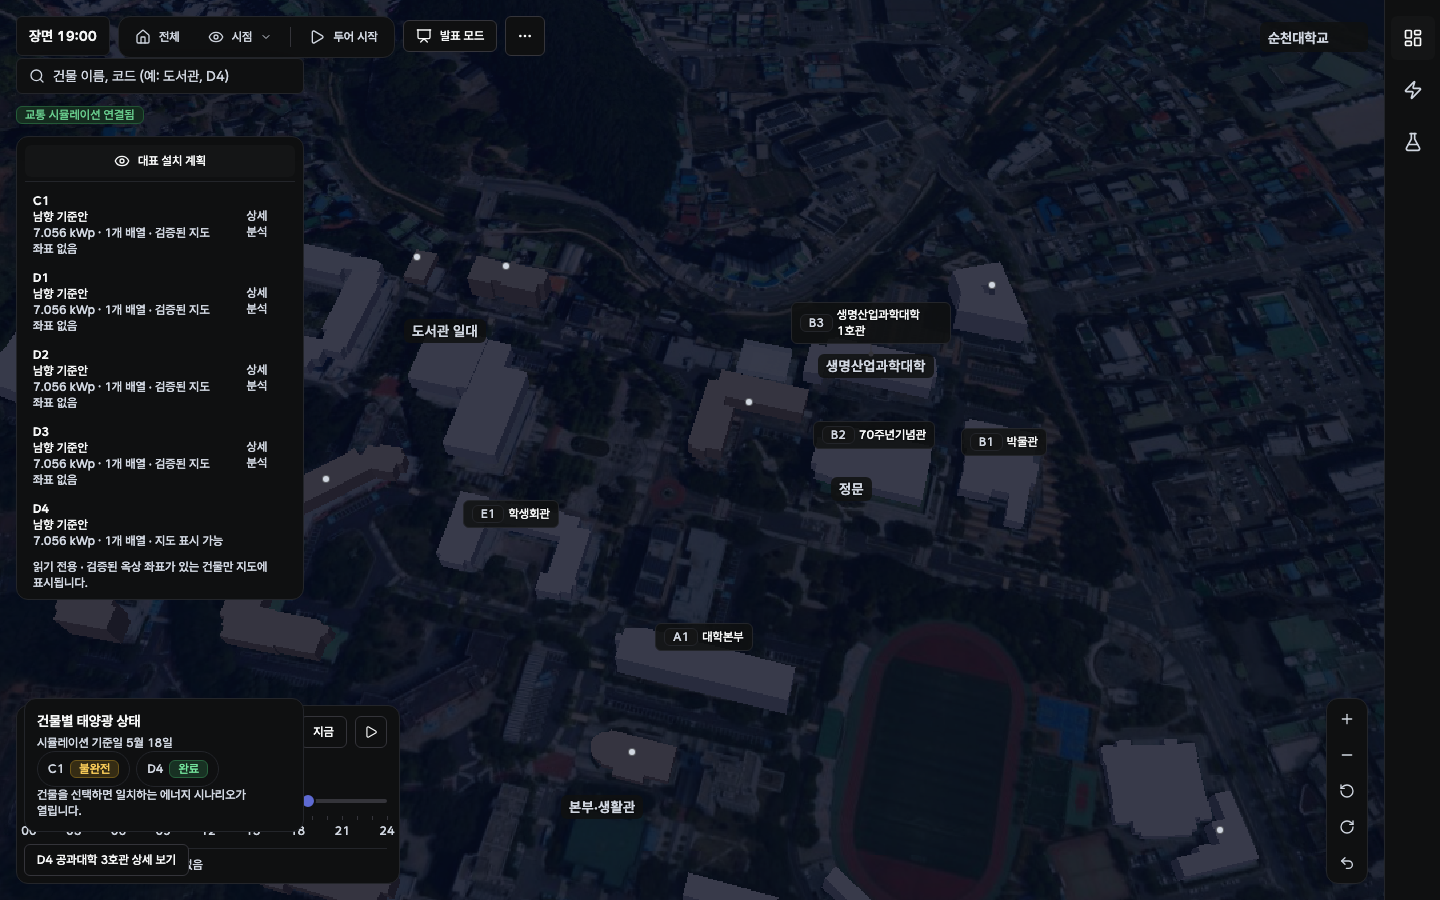 장면 19:00
전체
시점
투어 시작
발표 모드
순천대학교
건물 이름, 코드 (예: 도서관, D4)
교통 시뮬레이션 연결됨
대표 설치 계획
C1
남향 기준안
7.056 kWp · 1개 배열 · 검증된 지도
좌표 없음
상세
분석
D1
남향 기준안
7.056 kWp · 1개 배열 · 검증된 지도
좌표 없음
상세
분석
D2
남향 기준안
7.056 kWp · 1개 배열 · 검증된 지도
좌표 없음
상세
분석
D3
남향 기준안
7.056 kWp · 1개 배열 · 검증된 지도
좌표 없음
상세
분석
D4
남향 기준안
7.056 kWp · 1개 배열 · 지도 표시 가능
읽기 전용 · 검증된 옥상 좌표가 있는 건물만 지도에
표시됩니다.
도서관 일대
B3 생명산업과학대학
1호관
생명산업과학대학
B2 70주년기념관
B1 박물관
정문
E1 학생회관
A1 대학본부
본부·생활관
건물별 태양광 상태
시뮬레이션 기준일 5월 18일
C1 불완전
D4 완료
건물을 선택하면 일치하는 에너지 시나리오가
열립니다.
지금
18 21 24
D4 공과대학 3호관 상세 보기
없음